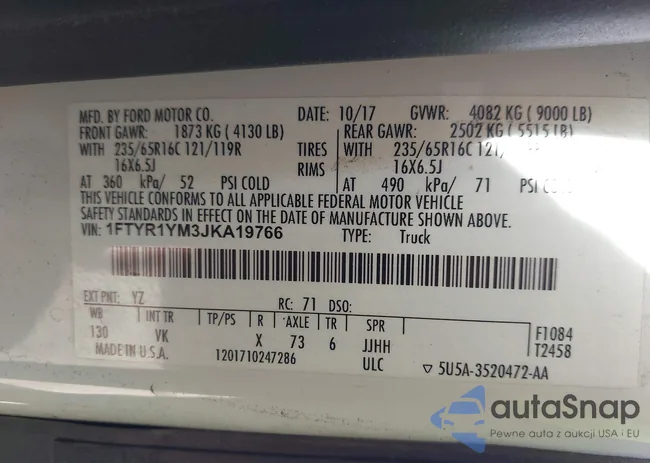 MFD. BY FORD MOTOR CO. DATE: 10/17 GVWR: 4082 KG ( 9000 LB)
FRONT GAWR: 1873 KG ( 4130 LB) REAR GAWR: 2502 KG ( 5515 LB)
WITH 235/65R16C 121/119R TIRES WITH 235/65R16C 121/
16X6.5J RIMS 16X6.5J
AT 360 kPa/ 52 PSI COLD AT 490 kPa/ 71 PSI COLD
THIS VEHICLE CONFORMS TO ALL APPLICABLE FEDERAL MOTOR VEHICLE
SAFETY STANDARDS IN EFFECT ON THE DATE OF MANUFACTURE SHOWN ABOVE.
VIN: 1FTYR1YM3JKA19766 TYPE: Truck
EXT PNT: YZ RC: 71 DSO:
WB INT TR TP/PS R AXLE TR SPR F1084
130 VK X 73 6 JJHH T2458
MADE IN U.S.A. 1201710247286 ULC ▽ 5U5A-3520472-AA
autaSnap
Pewne auta z aukcji USA i EU